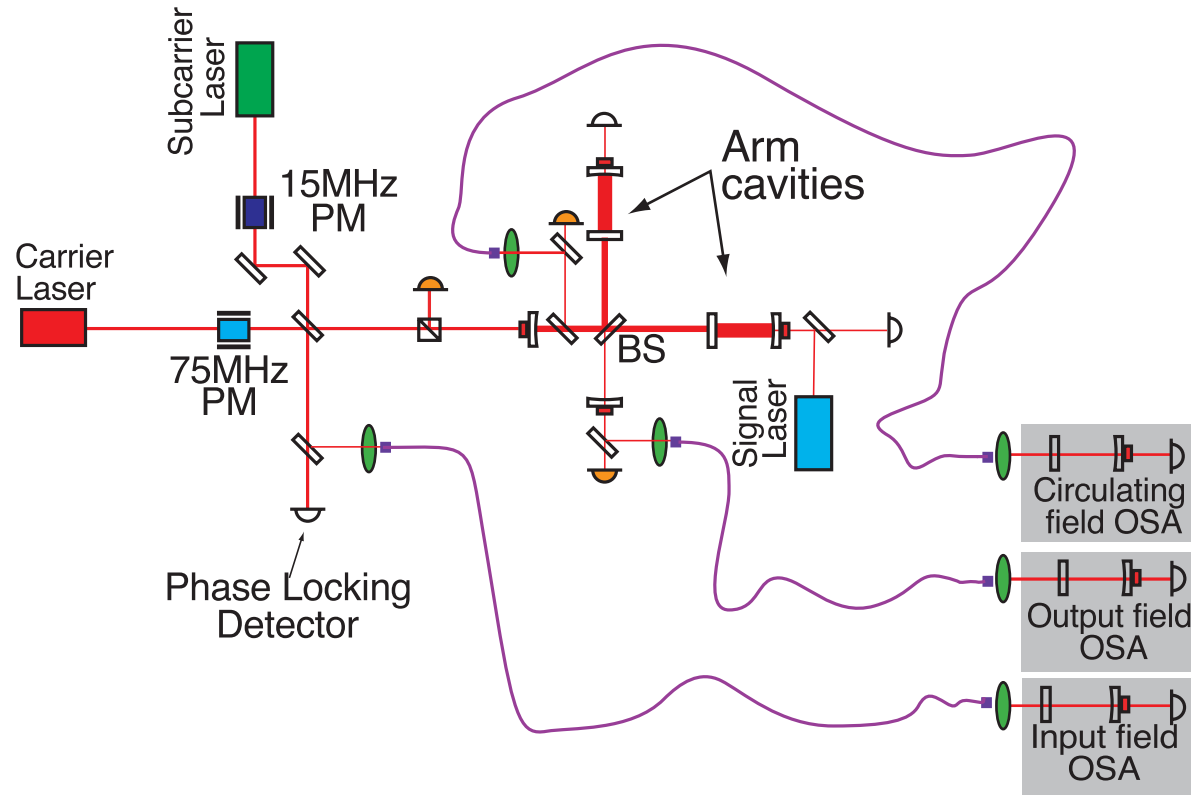 Subcarrier
Laser
15MHz
PM
Carrier
Laser
75MHz
PM
Arm
cavities
BS
Signal
Laser
Phase Locking
Detector
Circulating
field OSA
Output field
OSA
Input field
OSA